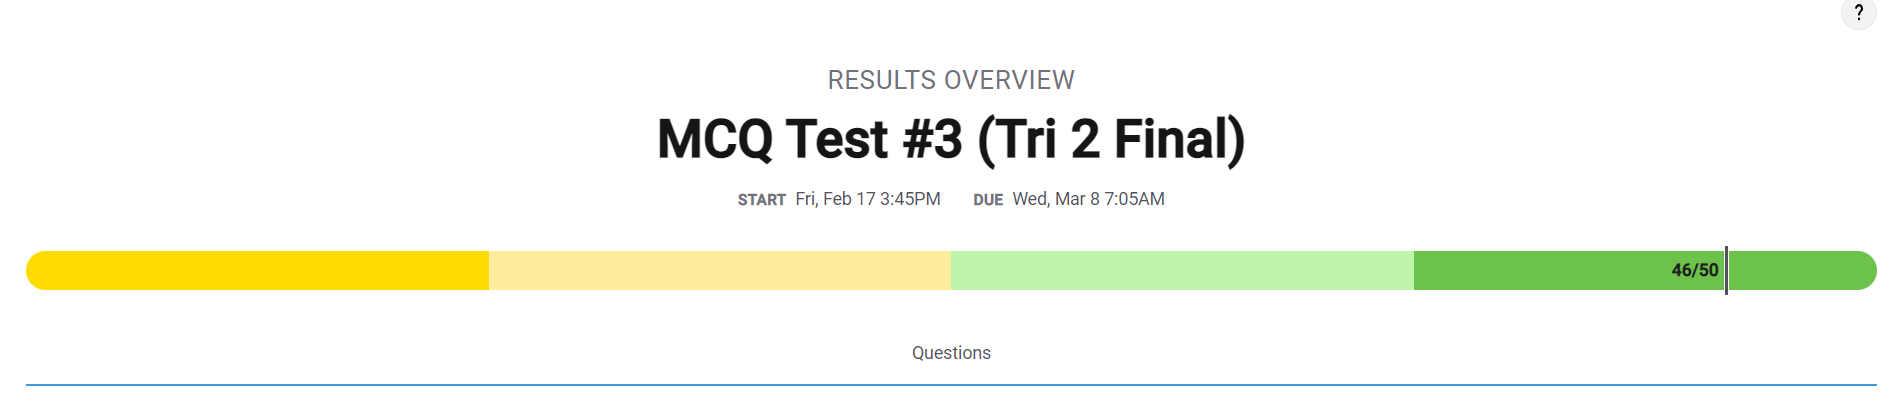 ?
RESULTS OVERVIEW
MCQ Test #3 (Tri 2 Final)
START Fri, Feb 17 3:45PM DUE Wed, Mar 8 7:05AM
46/50
Questions